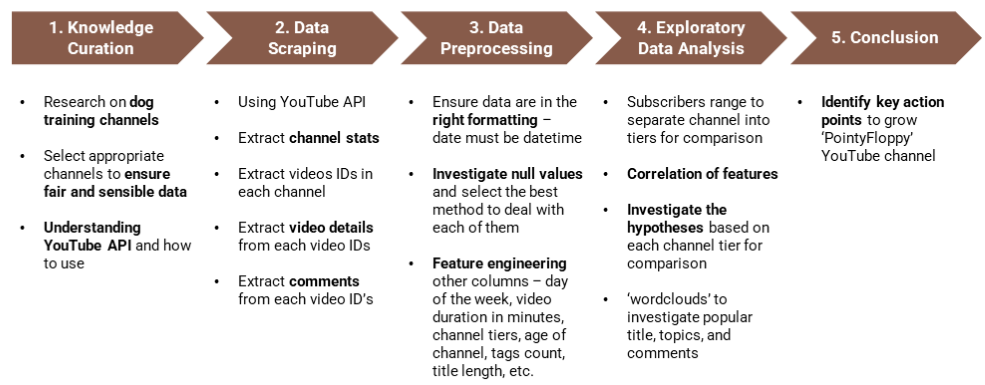 1. Knowledge
Curation
2. Data
Scraping
3. Data
Preprocessing
4. Exploratory
Data Analysis
5. Conclusion
• Research on dog
training channels
• Select appropriate
channels to ensure
fair and sensible data
• Understanding
YouTube API and how
to use
• Using YouTube API
• Extract channel stats
• Extract videos IDs in
each channel
• Extract video details
from each video IDs
• Extract comments
from each video ID's
• Ensure data are in the
right formatting –
date must be datetime
• Investigate null values
and select the best
method to deal with
each of them
• Feature engineering
other columns – day
of the week, video
duration in minutes,
channel tiers, age of
channel, tags count,
title length, etc.
• Subscribers range to
separate channel into
tiers for comparison
• Correlation of features
• Investigate the
hypotheses based on
each channel tier for
comparison
• 'wordclouds' to
investigate popular
title, topics, and
comments
• Identify key action
points to grow
'PointyFloppy'
YouTube channel